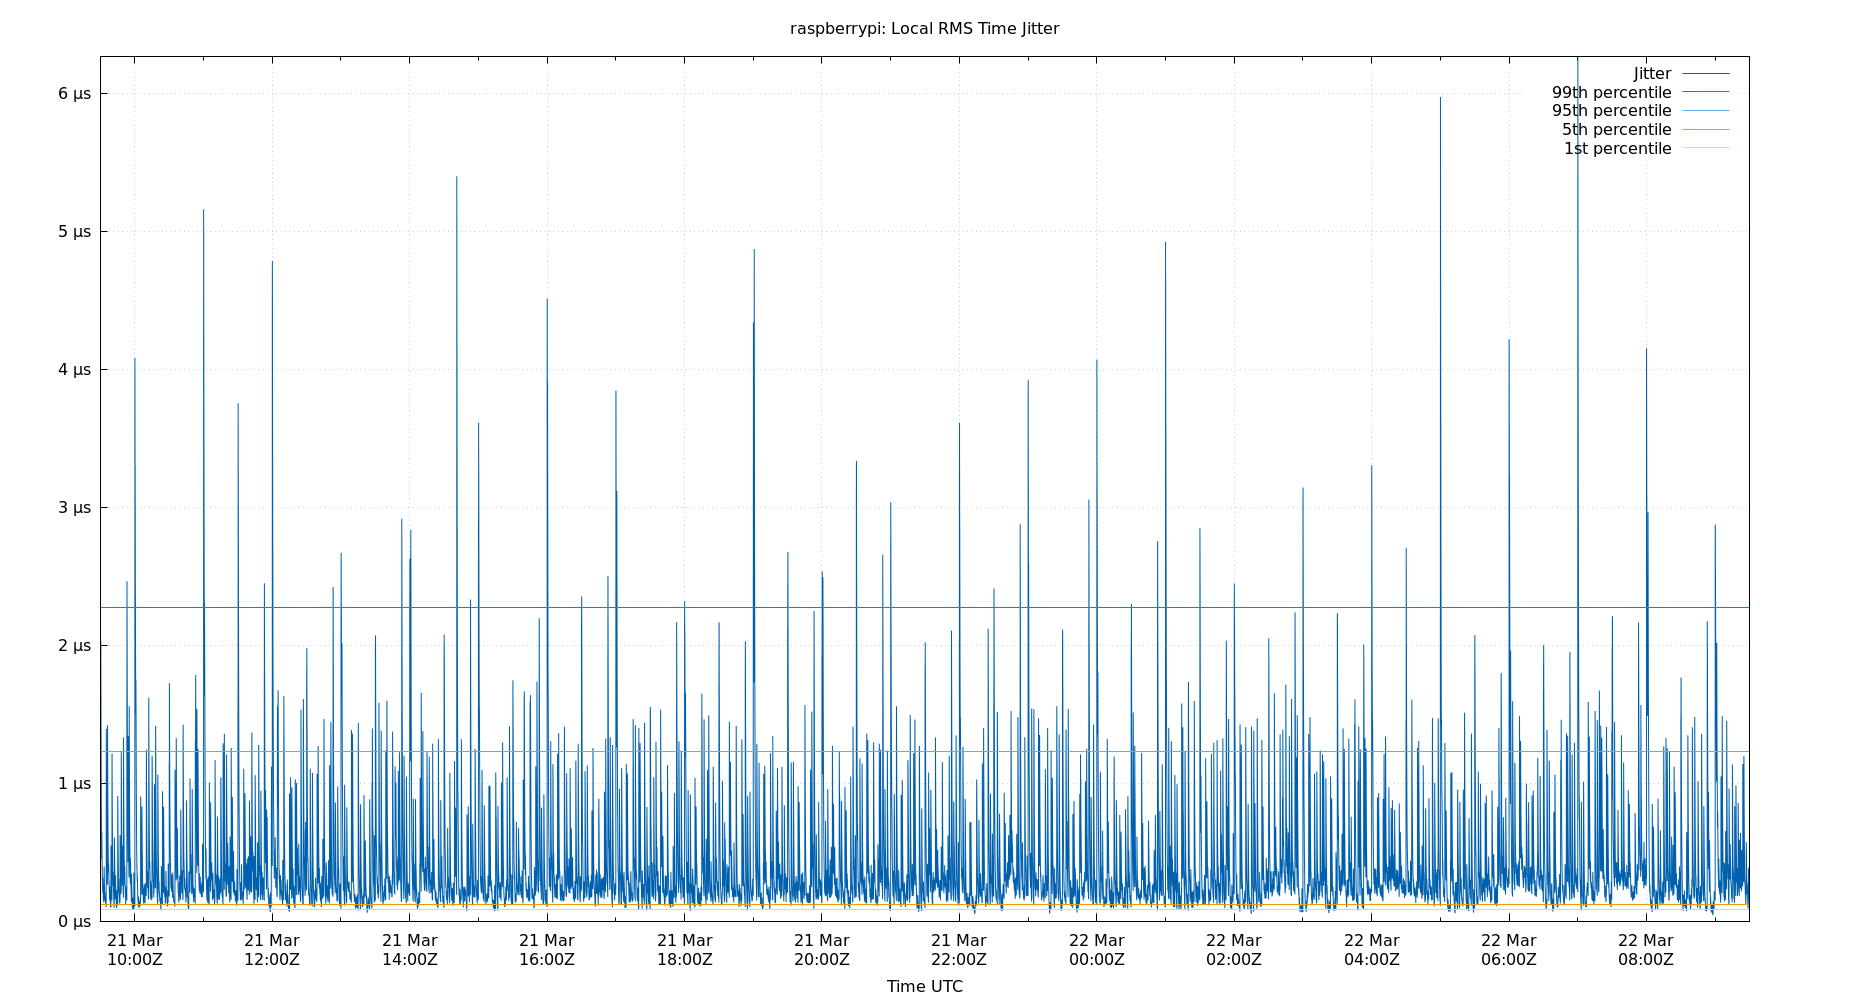 raspberrypi: Local RMS Time Jitter
Jitter
99th percentile
95th percentile
5th percentile
1st percentile
6 µs
5 µs
4 µs
3 µs
2 µs
1 µs
0 µs
21 Mar 21 Mar 21 Mar 21 Mar 21 Mar 21 Mar 21 Mar 22 Mar 22 Mar 22 Mar 22 Mar 22 Mar
10:00Z 12:00Z 14:00Z 16:00Z 18:00Z 20:00Z 22:00Z 00:00Z 02:00Z 04:00Z 06:00Z 08:00Z
Time UTC